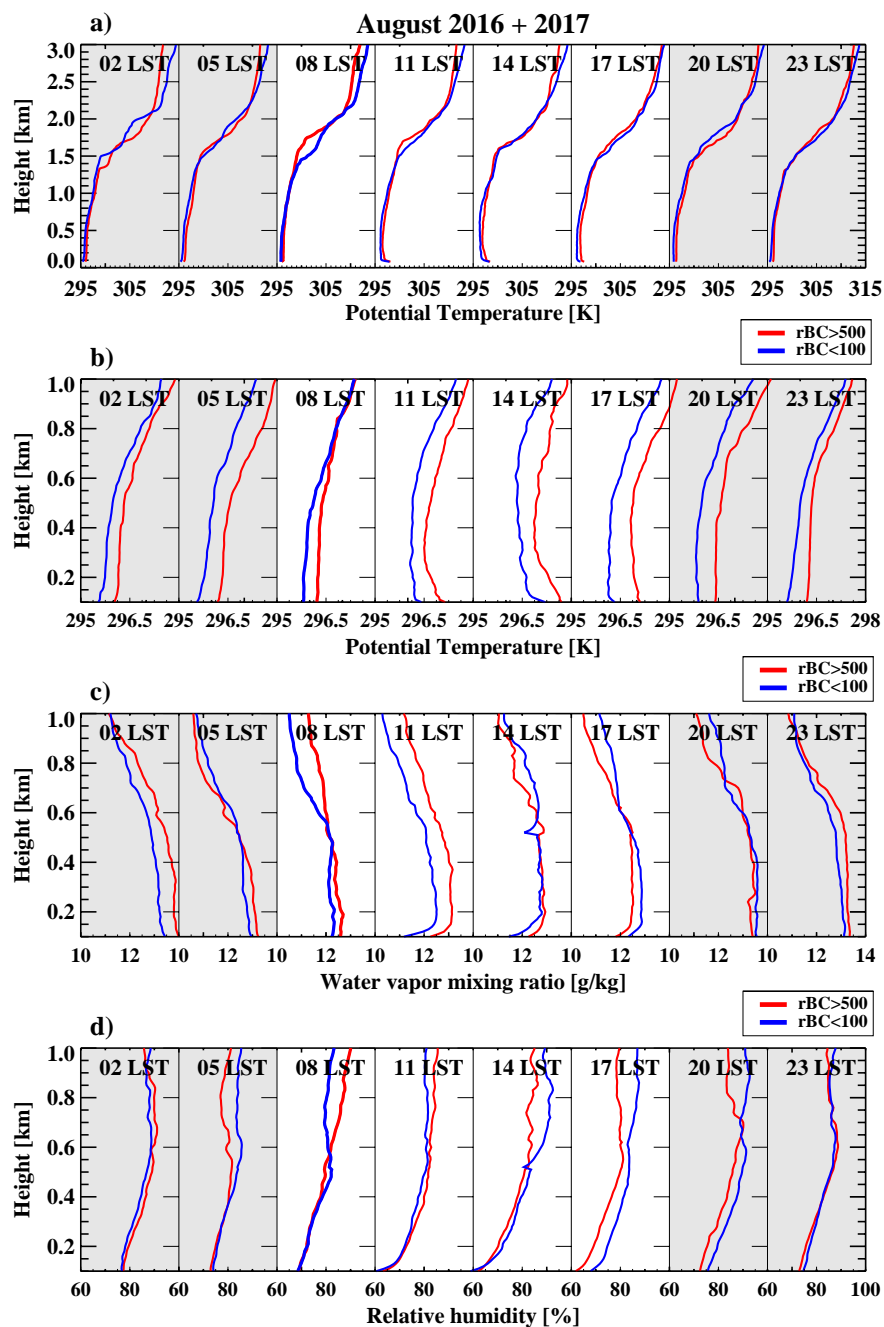 August 2016 + 2017
a)
3.0
2.5
2.0
1.5
1.0
0.5
0.0
Height [km]
02 LST 05 LST 08 LST 11 LST 14 LST 17 LST 20 LST 23 LST
295 305 295 305 295 305 295 305 295 305 295 305 295 305 295 305 315
Potential Temperature [K]
rBC>500
rBC<100
b)
1.0
0.8
0.6
0.4
0.2
Height [km]
02 LST 05 LST 08 LST 11 LST 14 LST 17 LST 20 LST 23 LST
295 296.5 295 296.5 295 296.5 295 296.5 295 296.5 295 296.5 295 296.5 295 296.5 298
Potential Temperature [K]
rBC>500
rBC<100
c)
1.0
0.8
0.6
0.4
0.2
Height [km]
02 LST 05 LST 08 LST 11 LST 14 LST 17 LST 20 LST 23 LST
10 12 10 12 10 12 10 12 10 12 10 12 10 12 10 12 14
Water vapor mixing ratio [g/kg]
rBC>500
rBC<100
d)
1.0
0.8
0.6
0.4
0.2
Height [km]
02 LST 05 LST 08 LST 11 LST 14 LST 17 LST 20 LST 23 LST
60 80 60 80 60 80 60 80 60 80 60 80 60 80 60 80 100
Relative humidity [%]